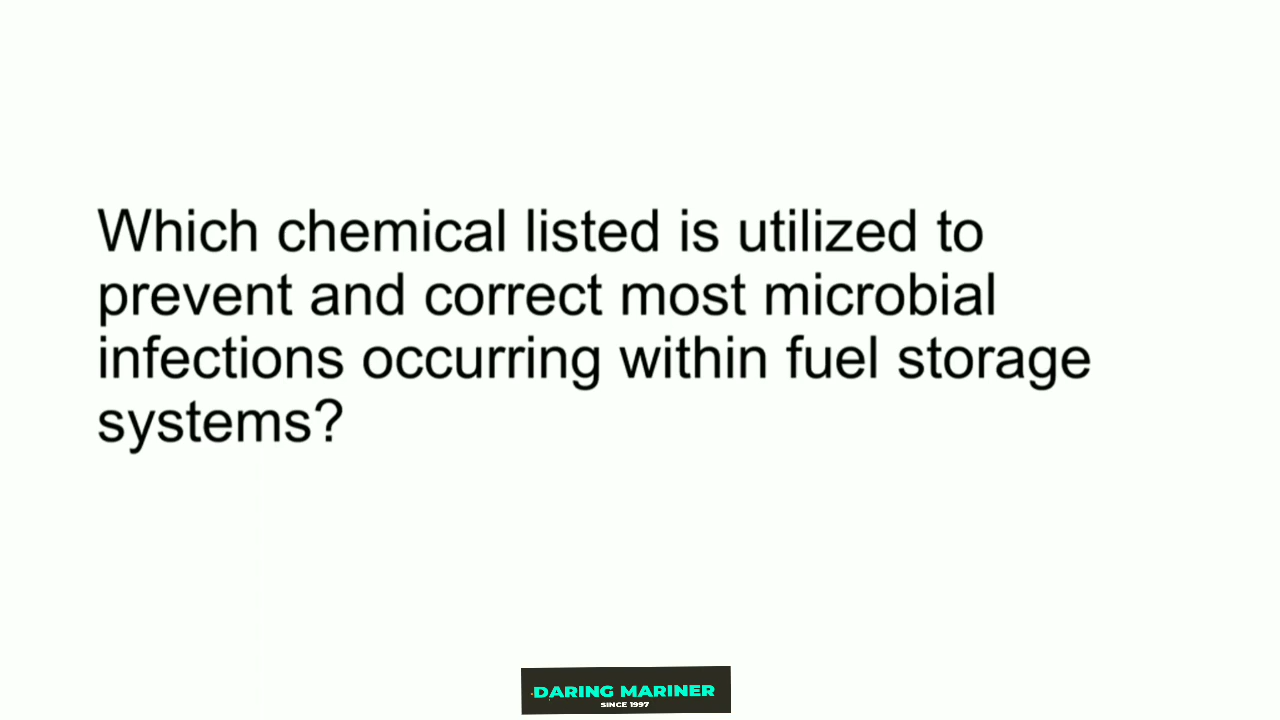 Which chemical listed is utilized to
prevent and correct most microbial
infections occurring within fuel storage
systems?
DARING MARINER
SINCE 1997